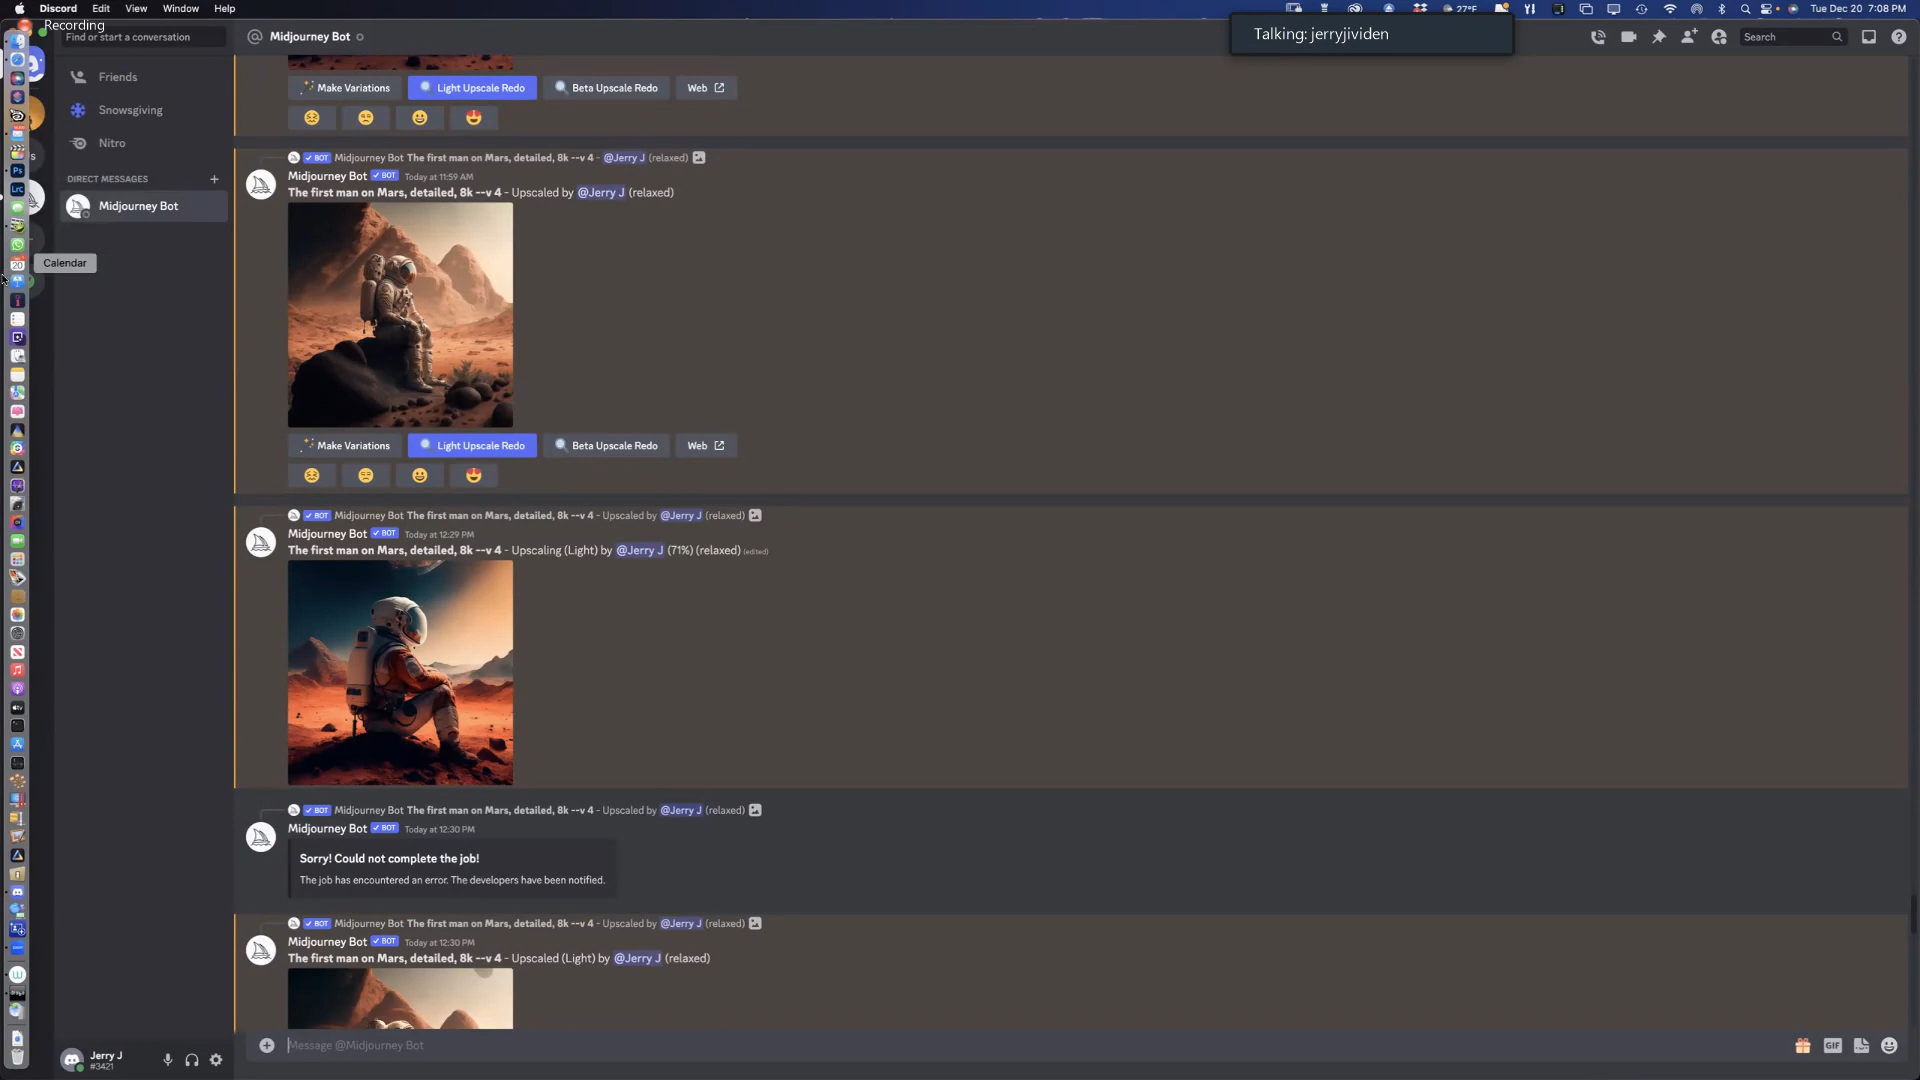 Discord Edit View Window Help
27°F Tue Dec 20 7:08 PM
Recording
Talking: jerryjividen
Find or start a conversation
Midjourney Bot
Search
Friends
Snowsgiving
Nitro
DIRECT MESSAGES
Midjourney Bot
Calendar
Make Variations Light Upscale Redo Beta Upscale Redo Web
BOT Midjourney Bot The first man on Mars, detailed, 8k --v 4 - @Jerry J (relaxed)
Midjourney Bot BOT Today at 11:59 AM
The first man on Mars, detailed, 8k --v 4 - Upscaled by @Jerry J (relaxed)
Make Variations Light Upscale Redo Beta Upscale Redo Web
BOT Midjourney Bot The first man on Mars, detailed, 8k --v 4 - Upscaled by @Jerry J (relaxed)
Midjourney Bot BOT Today at 12:29 PM
The first man on Mars, detailed, 8k --v 4 - Upscaling (Light) by @Jerry J (71%) (relaxed) (edited)
BOT Midjourney Bot The first man on Mars, detailed, 8k --v 4 - Upscaled by @Jerry J (relaxed)
Midjourney Bot BOT Today at 12:30 PM
Sorry! Could not complete the job!
The job has encountered an error. The developers have been notified.
BOT Midjourney Bot The first man on Mars, detailed, 8k --v 4 - Upscaled by @Jerry J (relaxed)
Midjourney Bot BOT Today at 12:30 PM
The first man on Mars, detailed, 8k --v 4 - Upscaled (Light) by @Jerry J (relaxed)
Message @Midjourney Bot
GIF
Jerry J
#3421
Ps
LrC
20